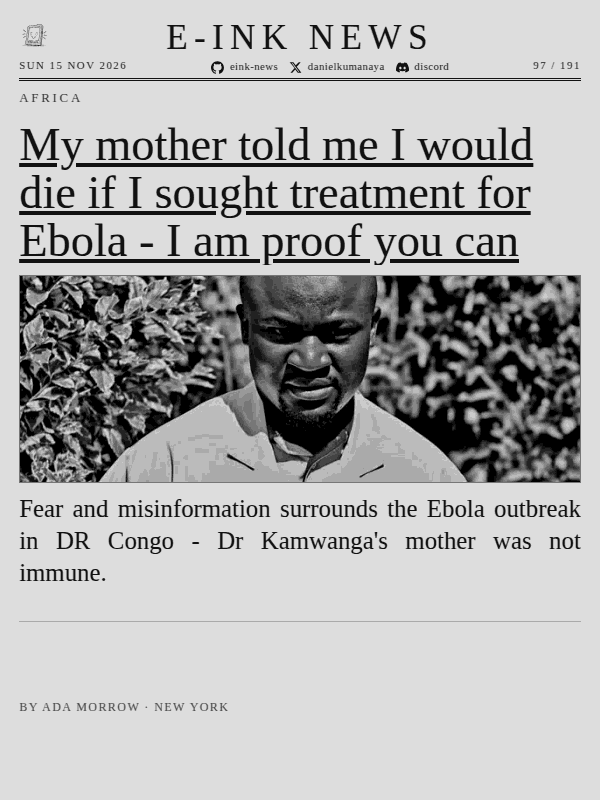 E-INK NEWS
SUN 15 NOV 2026
eink-news danielkumanaya discord
97 / 191
AFRICA
My mother told me I would
die if I sought treatment for
Ebola - I am proof you can
Fear and misinformation surrounds the Ebola outbreak
in DR Congo - Dr Kamwanga's mother was not
immune.
BY ADA MORROW · NEW YORK